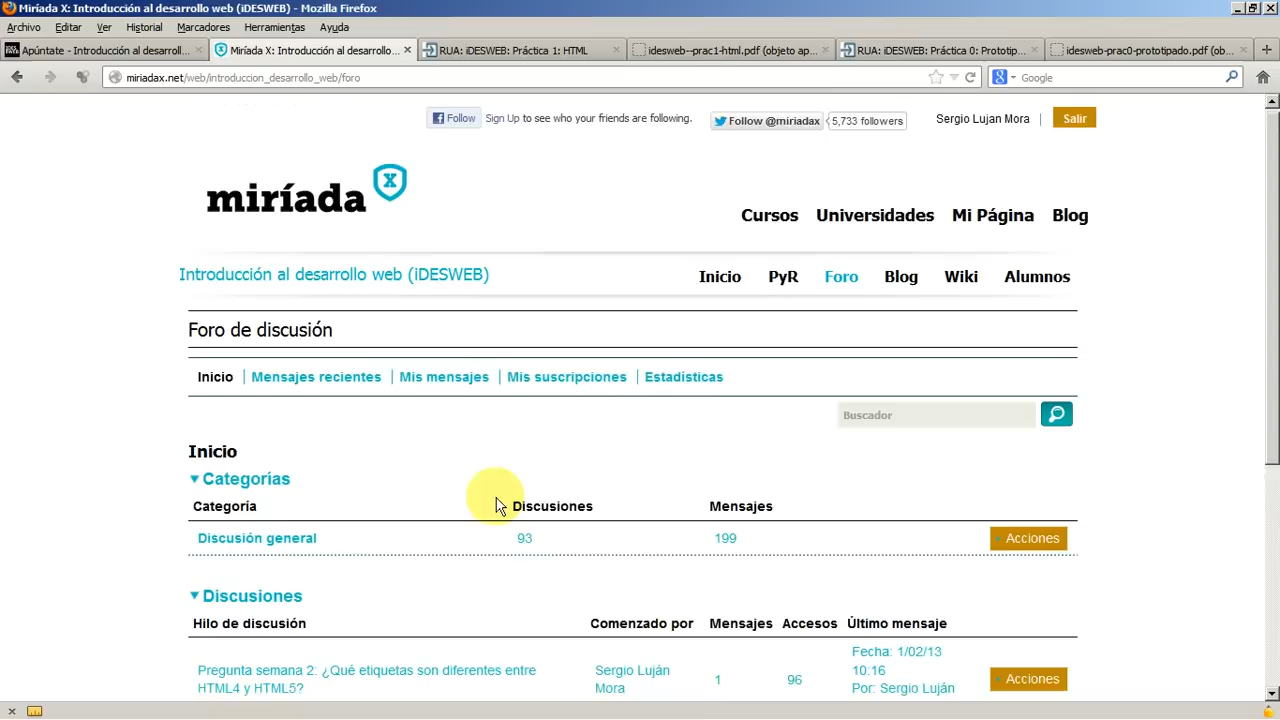 Miríada X: Introducción al desarrollo web (iDESWEB) - Mozilla Firefox
Archivo Editar Ver Historial Marcadores Herramientas Ayuda
Apúntate - Introducción al desarroll...
Miríada X: Introducción al desarrollo...
RUA: iDESWEB: Práctica 1: HTML
idesweb--prac1-html.pdf (objeto ap...
RUA: iDESWEB: Práctica 0: Prototip...
idesweb-prac0-prototipado.pdf (ob...
miriadax.net/web/introduccion_desarrollo_web/foro
Google
Follow Sign Up to see who your friends are following.
Follow @miriadax 5,733 followers
Sergio Lujan Mora Salir
miríada X
Cursos Universidades Mi Página Blog
Introducción al desarrollo web (iDESWEB)
Inicio PyR Foro Blog Wiki Alumnos
Foro de discusión
Inicio Mensajes recientes Mis mensajes Mis suscripciones Estadísticas
Buscador
Inicio
Categorías
Categoría Discusiones Mensajes
Discusión general 93 199 Acciones
Discusiones
Hilo de discusión Comenzado por Mensajes Accesos Último mensaje
Pregunta semana 2: ¿Qué etiquetas son diferentes entre
HTML4 y HTML5?
Sergio Luján
Mora
1 96
Fecha: 1/02/13
10:16
Por: Sergio Luján
Acciones